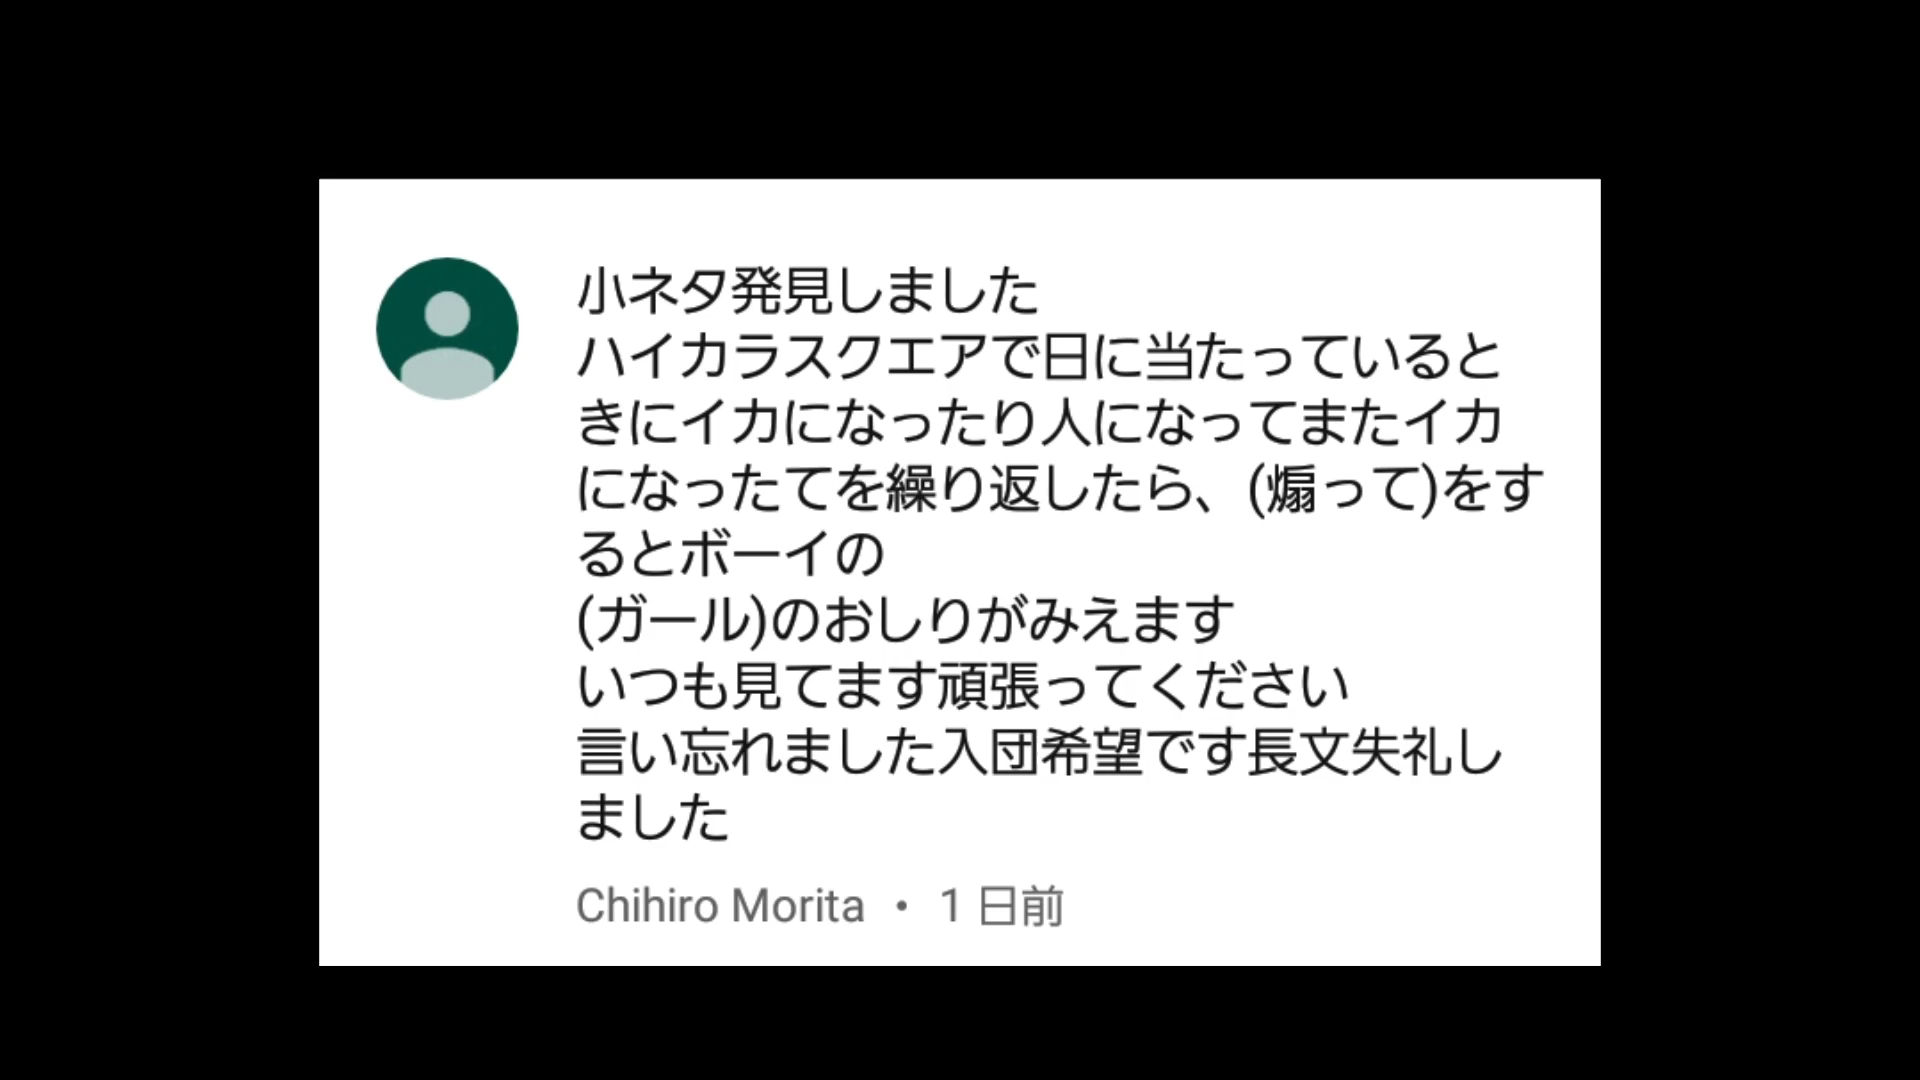 小ネタ発見しました
ハイカラスクエアで日に当たっていると
きにイカになったり人になってまたイカ
になったてを繰り返したら、(煽って)をす
るとボーイの
(ガール)のおしりがみえます
いつも見てます頑張ってください
言い忘れました入団希望です長文失礼し
ました
Chihiro Morita ・ 1 日前